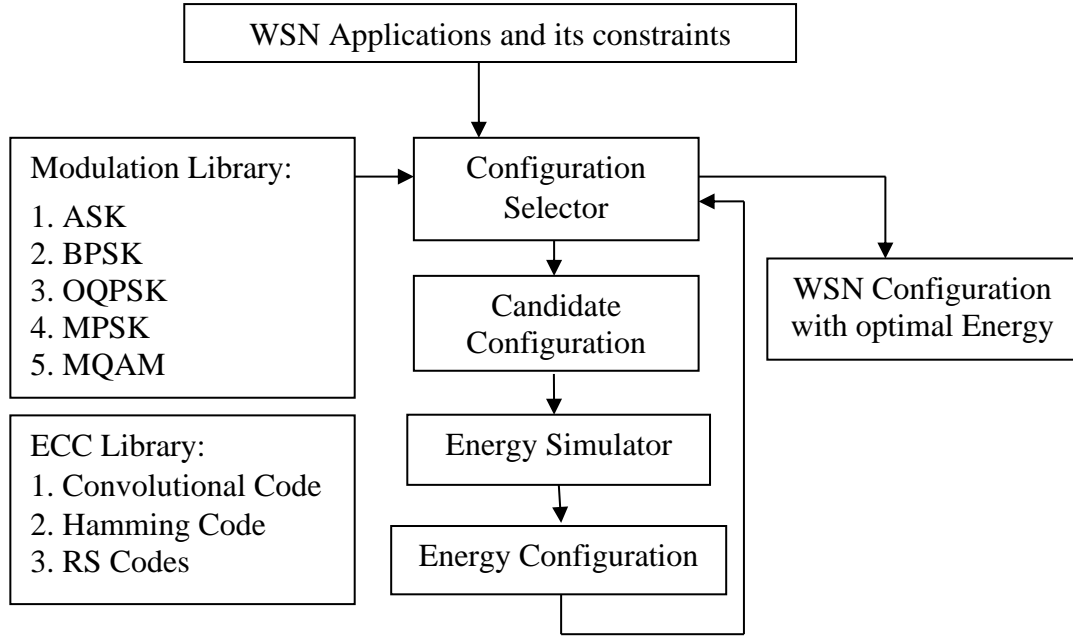 WSN Applications and its constraints
Modulation Library:
1. ASK
2. BPSK
3. OQPSK
4. MPSK
5. MQAM
ECC Library:
1. Convolutional Code
2. Hamming Code
3. RS Codes
Configuration
Selector
Candidate
Configuration
Energy Simulator
Energy Configuration
WSN Configuration
with optimal Energy